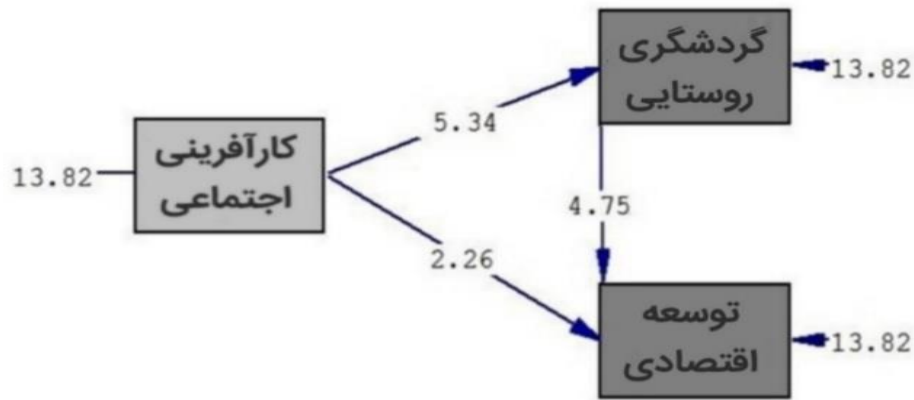 گردشگری
روستایی
13.82
5.34
کارآفرینی
اجتماعی
13.82
4.75
2.26
توسعه
اقتصادی
13.82